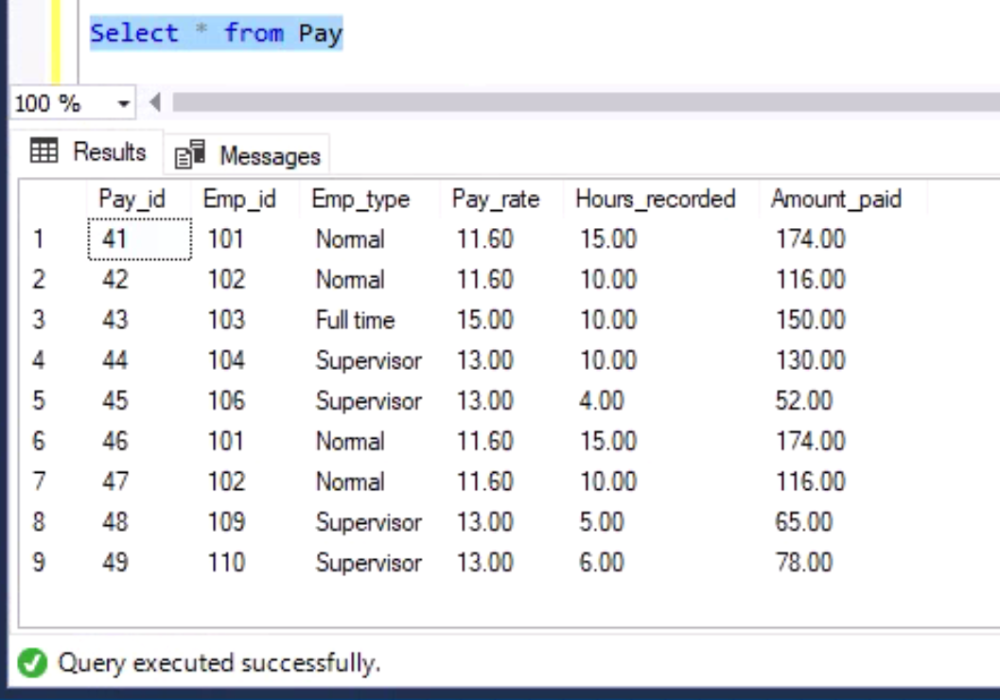 Select * from Pay
100 %
Results Messages
Pay_id Emp_id Emp_type Pay_rate Hours_recorded Amount_paid
1 41 101 Normal 11.60 15.00 174.00
2 42 102 Normal 11.60 10.00 116.00
3 43 103 Full time 15.00 10.00 150.00
4 44 104 Supervisor 13.00 10.00 130.00
5 45 106 Supervisor 13.00 4.00 52.00
6 46 101 Normal 11.60 15.00 174.00
7 47 102 Normal 11.60 10.00 116.00
8 48 109 Supervisor 13.00 5.00 65.00
9 49 110 Supervisor 13.00 6.00 78.00
Query executed successfully.